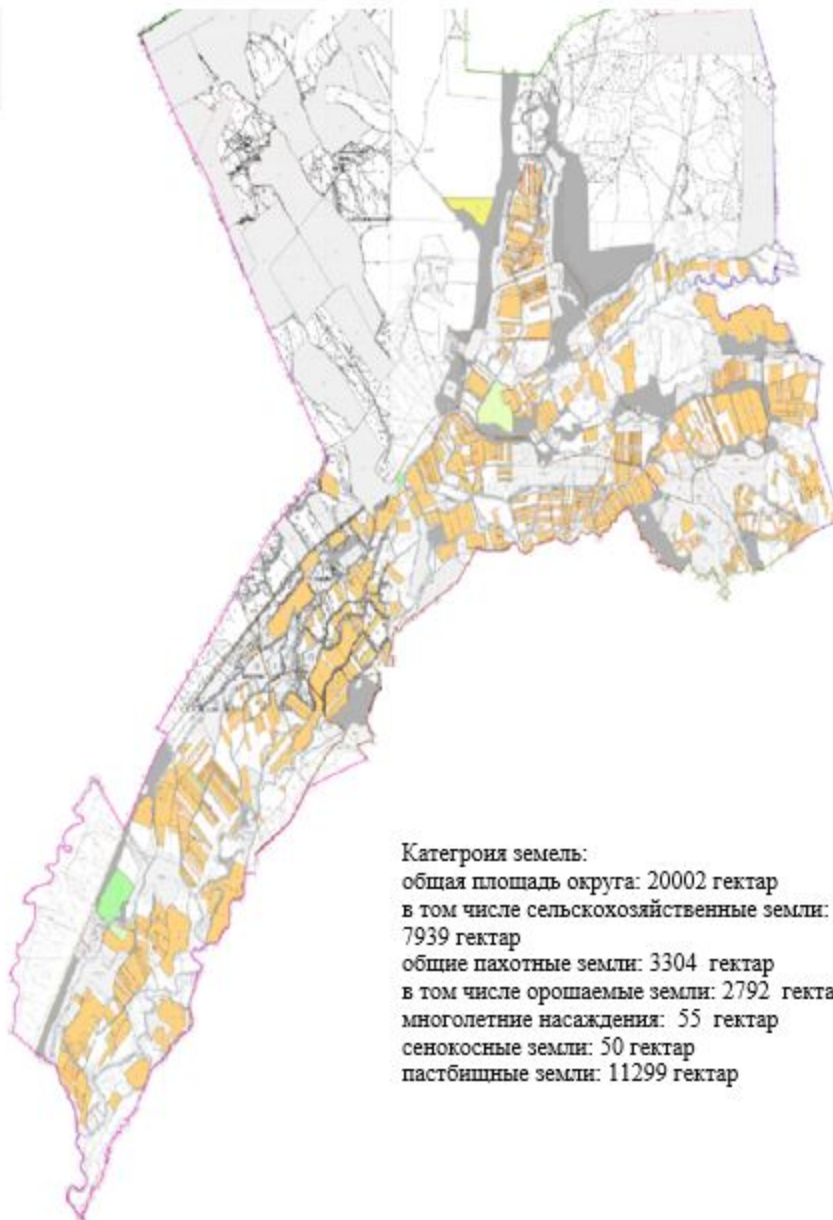 Категроия земель:
общая площадь округа: 20002 гектар
в том числе сельскохозяйственные земли:
7939 гектар
общие пахотные земли: 3304 гектар
в том числе орошаемые земли: 2792 гекта
многолетние насаждения: 55 гектар
сенокосные земли: 50 гектар
пастбищные земли: 11299 гектар